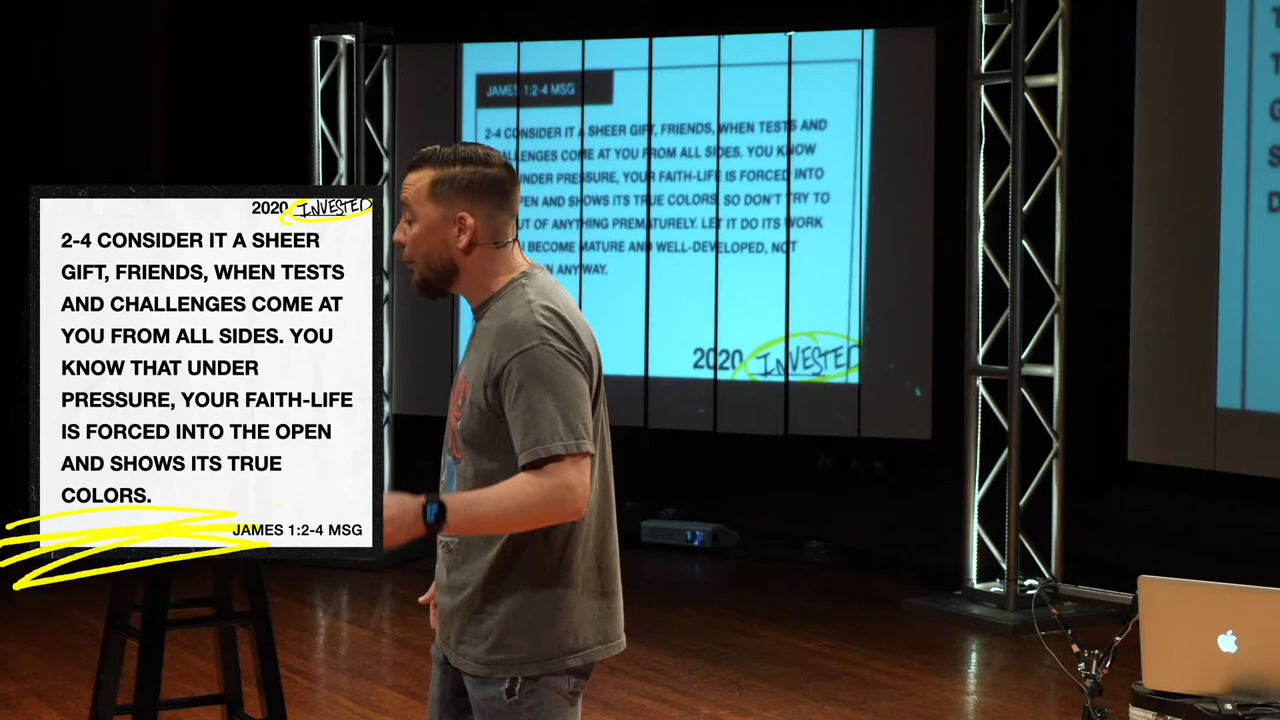 2020 INVESTED
2-4 CONSIDER IT A SHEER
GIFT, FRIENDS, WHEN TESTS
AND CHALLENGES COME AT
YOU FROM ALL SIDES. YOU
KNOW THAT UNDER
PRESSURE, YOUR FAITH-LIFE
IS FORCED INTO THE OPEN
AND SHOWS ITS TRUE
COLORS.
JAMES 1:2-4 MSG
JAMES 1:2-4 MSG
2-4 CONSIDER IT A SHEER GIFT, FRIENDS, WHEN TESTS AND
ALLENGES COME AT YOU FROM ALL SIDES. YOU KNOW
UNDER PRESSURE, YOUR FAITH-LIFE IS FORCED INTO
PEN AND SHOWS ITS TRUE COLORS. SO DON'T TRY TO
UT OF ANYTHING PREMATURELY. LET IT DO ITS WORK
BECOME MATURE AND WELL-DEVELOPED, NOT
N ANY WAY.
2020 INVESTED